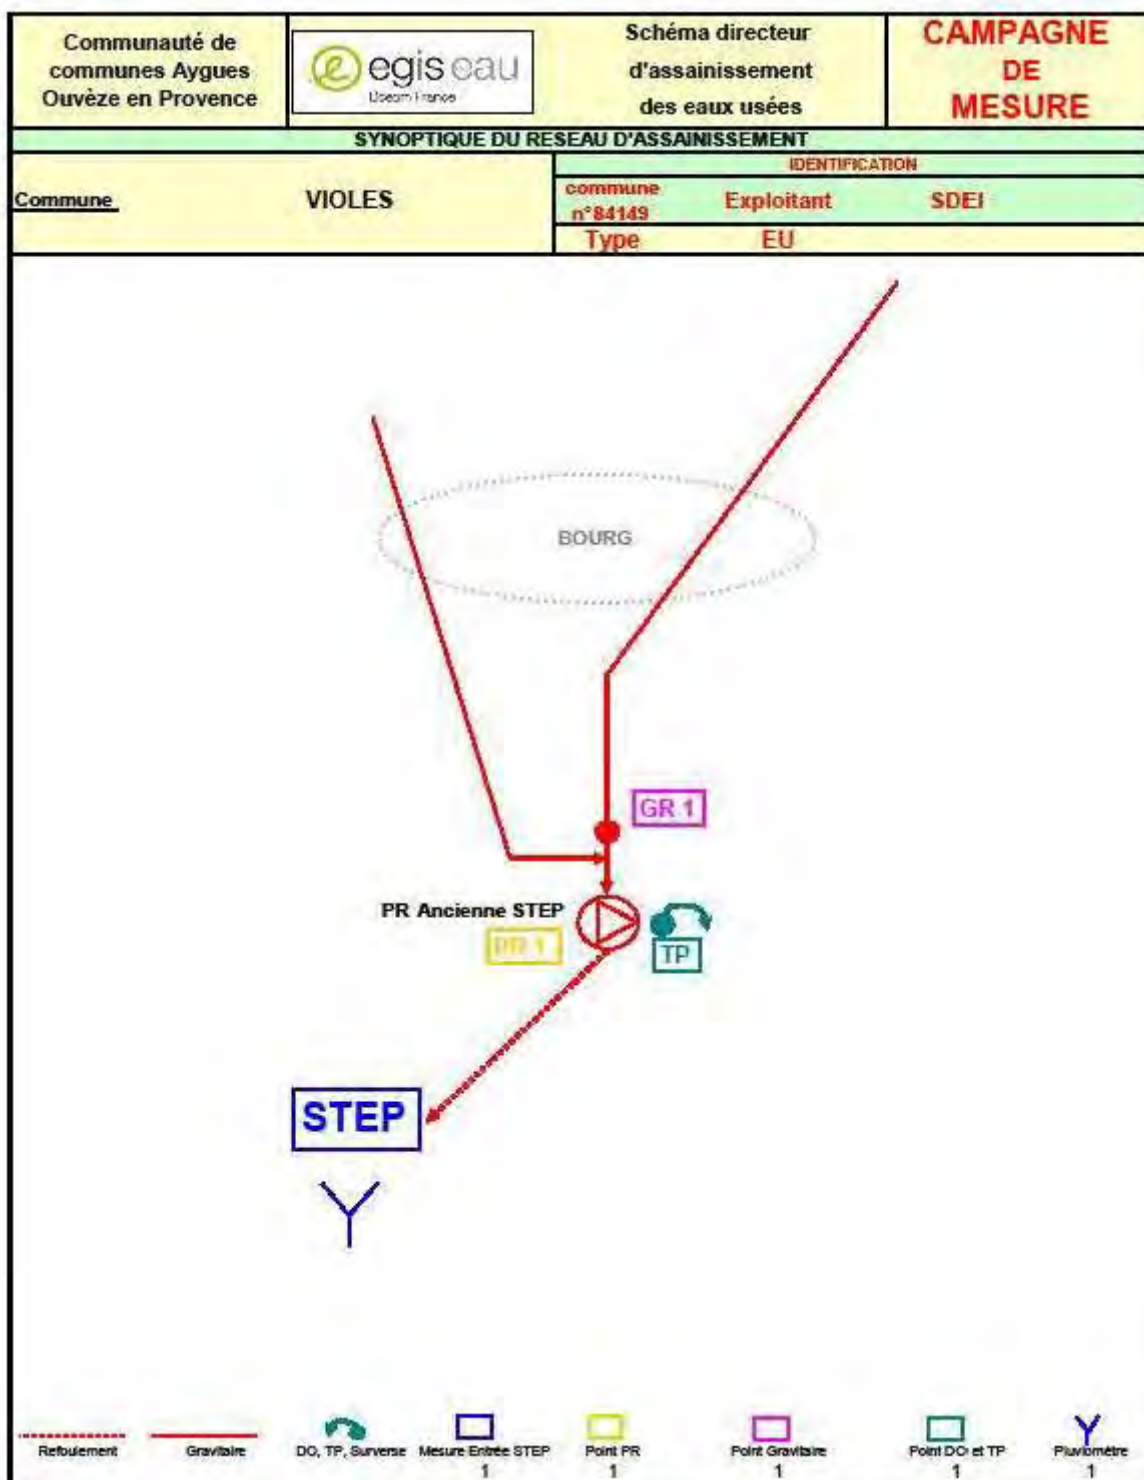 Communauté de
communes Aygues
Ouvèze en Provence
egis eau
Schéma directeur
d'assainissement
des eaux usées
CAMPAGNE
DE
MESURE
SYNOPTIQUE DU RESEAU D'ASSAINISSEMENT
Commune
VIOLES
IDENTIFICATION
commune
n°84149
Exploitant
SDEI
Type
EU
BOURG
GR 1
PR Ancienne STEP
PR 1
TP
STEP
Refoulement
Gravitaire
DO, TP, Surverse
Mesure Entrée STEP
1
Point PR
1
Point Gravitaire
1
Point DO et TP
1
Pluviomètre
1